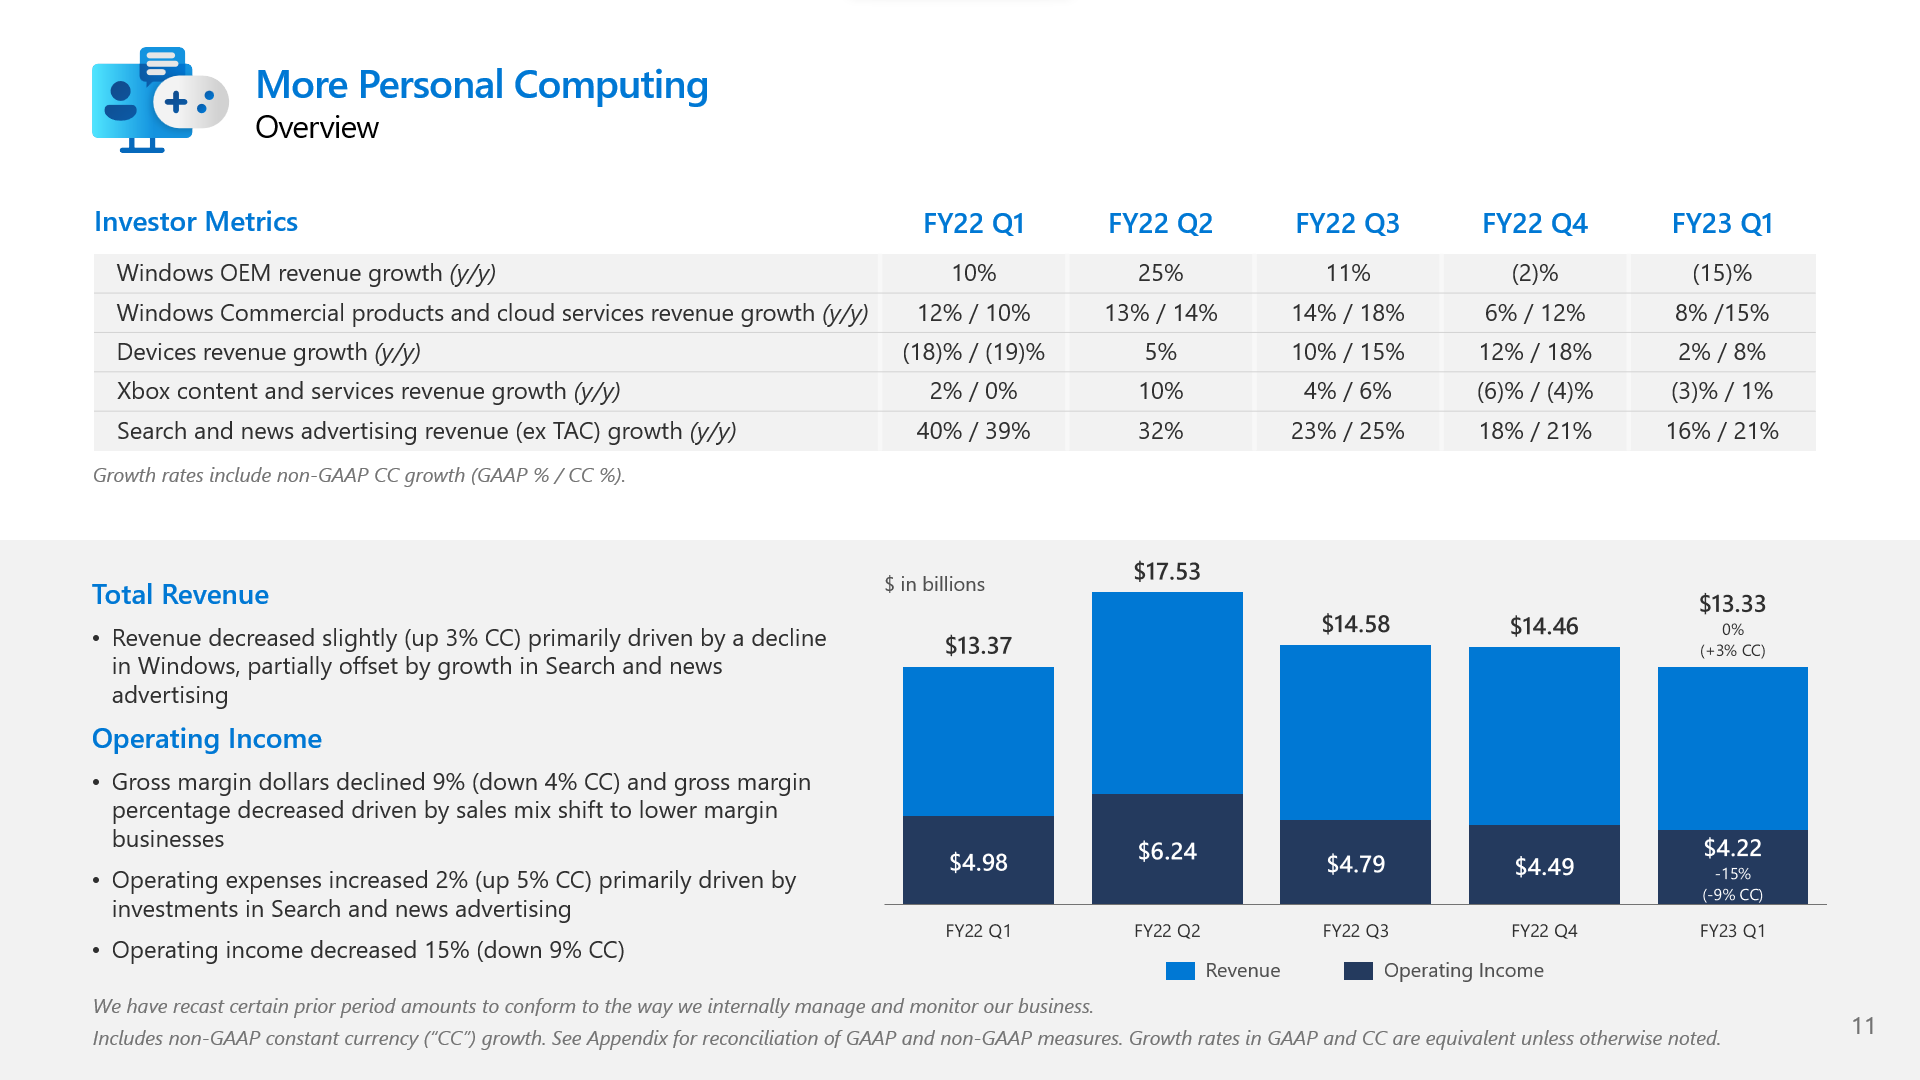 More Personal Computing
Overview
Investor Metrics FY22 Q1 FY22 Q2 FY22 Q3 FY22 Q4 FY23 Q1
Windows OEM revenue growth (y/y) 10% 25% 11% (2)% (15)%
Windows Commercial products and cloud services revenue growth (y/y) 12% / 10% 13% / 14% 14% / 18% 6% / 12% 8% /15%
Devices revenue growth (y/y) (18)% / (19)% 5% 10% / 15% 12% / 18% 2% / 8%
Xbox content and services revenue growth (y/y) 2% / 0% 10% 4% / 6% (6)% / (4)% (3)% / 1%
Search and news advertising revenue (ex TAC) growth (y/y) 40% / 39% 32% 23% / 25% 18% / 21% 16% / 21%
Growth rates include non-GAAP CC growth (GAAP % / CC %).
Total Revenue
• Revenue decreased slightly (up 3% CC) primarily driven by a decline
in Windows, partially offset by growth in Search and news
advertising
Operating Income
• Gross margin dollars declined 9% (down 4% CC) and gross margin
percentage decreased driven by sales mix shift to lower margin
businesses
• Operating expenses increased 2% (up 5% CC) primarily driven by
investments in Search and news advertising
• Operating income decreased 15% (down 9% CC)
$ in billions
$13.37 $17.53 $14.58 $14.46 $13.33
0%
(+3% CC)
$4.98 $6.24 $4.79 $4.49 $4.22
-15%
(-9% CC)
FY22 Q1 FY22 Q2 FY22 Q3 FY22 Q4 FY23 Q1
Revenue Operating Income
We have recast certain prior period amounts to conform to the way we internally manage and monitor our business.
Includes non-GAAP constant currency (“CC”) growth. See Appendix for reconciliation of GAAP and non-GAAP measures. Growth rates in GAAP and CC are equivalent unless otherwise noted.
11